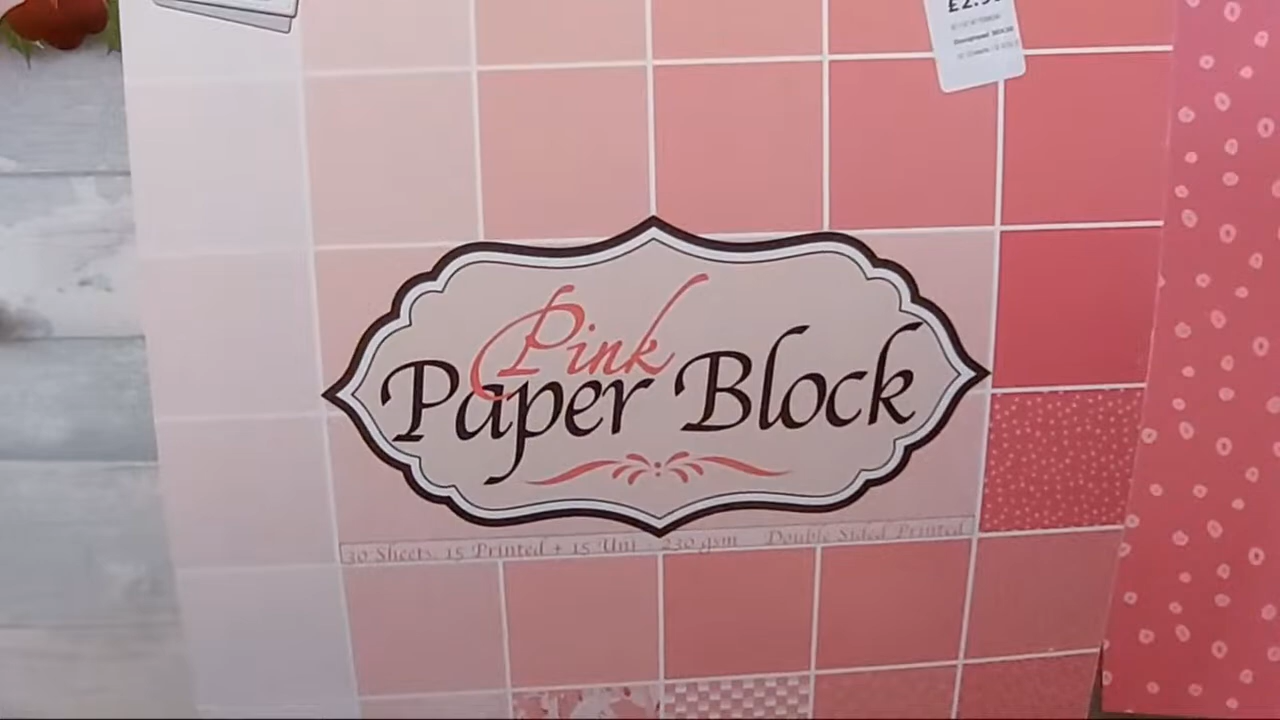 Pink
Paper Block
30 Sheets, 15 Printed + 15 Uni 230 gsm Double Sided Printed